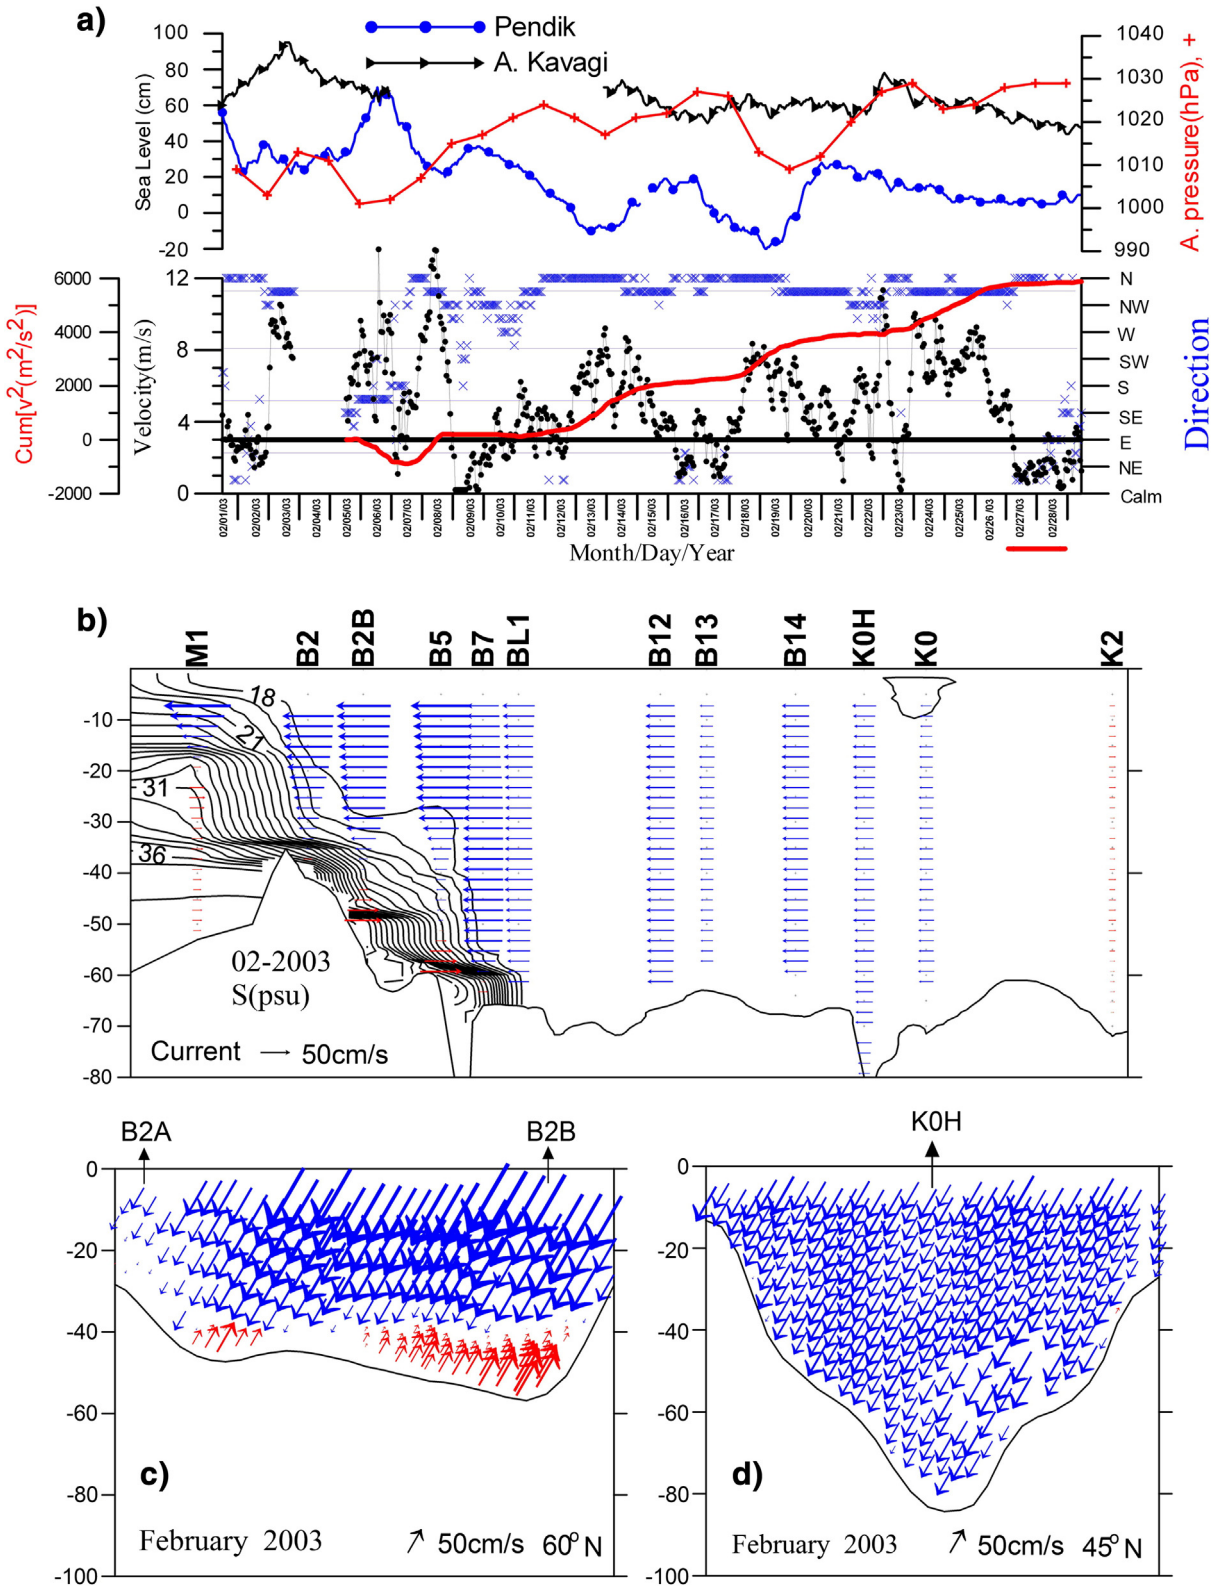 a)
Pendik
A. Kavagi
100
80
60
40
20
0
-20
Sea Level (cm)
1040
1030
1020
1010
1000
990
A. pressure(hPa), +
6000
4000
2000
0
-2000
Cum[v²(m²/s²)]
12
8
4
0
Velocity(m/s)
N
NW
W
SW
S
SE
E
NE
Calm
Direction
02/01/03
02/02/03
02/03/03
02/04/03
02/05/03
02/06/03
02/07/03
02/08/03
02/09/03
02/10/03
02/11/03
02/12/03
02/13/03
02/14/03
02/15/03
02/16/03
02/17/03
02/18/03
02/19/03
02/20/03
02/21/03
02/22/03
02/23/03
02/24/03
02/25/03
02/26 /03
02/27/03
02/28/03
Month/Day/Year
b)
M1
B2
B2B
B5
B7
BL1
B12
B13
B14
K0H
K0
K2
-10
-20
-30
-40
-50
-60
-70
-80
18
21
31
36
02-2003
S(psu)
Current 50cm/s
B2A
B2B
0
-20
-40
-60
-80
-100
c)
February 2003
50cm/s 60° N
K0H
0
-20
-40
-60
-80
-100
d)
February 2003
50cm/s 45° N